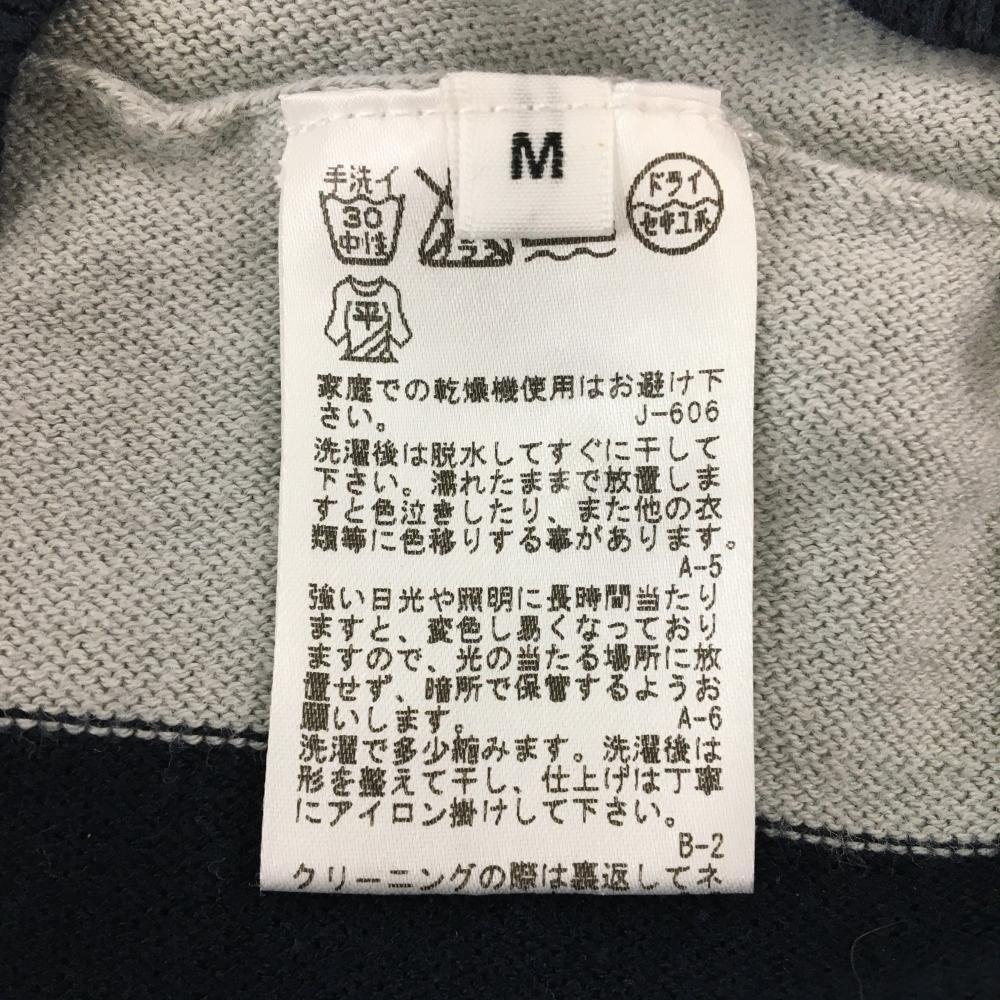 M
手洗イ
30
中性
ドライ
セキユ系
平
家庭での乾燥機使用はお避け下
さい。 J-606
洗濯後は脱水してすぐに干して
下さい。濡れたままで放置しま
すと色泣きしたり、また他の衣
類等に色移りする事があります。
A-5
強い日光や照明に長時間当たり
ますと、変色し易くなっており
ますので、光の当たる場所に放
置せず、暗所で保管するようお
願いします。 A-6
洗濯で多少縮みます。洗濯後は
形を整えて干し、仕上げは丁寧
にアイロン掛けして下さい。
B-2
クリーニングの際は裏返してネ